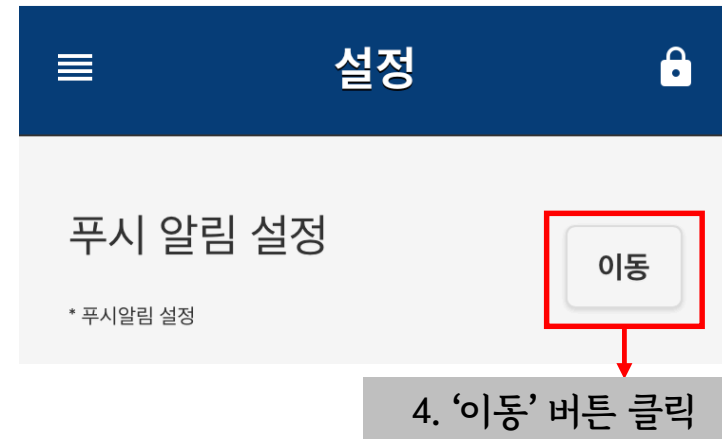 설정
푸시 알림 설정
이동
* 푸시알림 설정
4. ‘이동’ 버튼 클릭